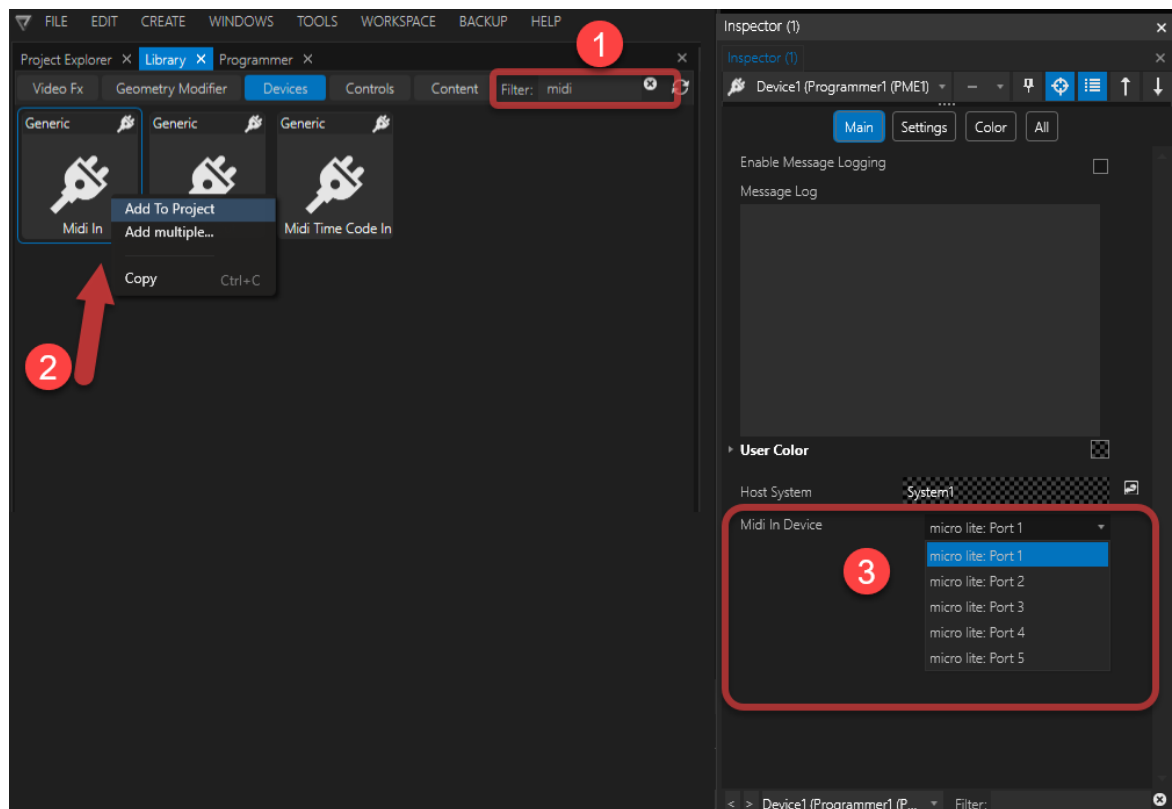 FILE EDIT CREATE WINDOWS TOOLS WORKSPACE BACKUP HELP
1
Project Explorer Library Programmer
Video Fx Geometry Modifier Devices Controls Content Filter: midi
Generic Generic Generic
Midi In Midi Time Code In
Add To Project
Add multiple...
Copy Ctrl+C
2
Inspector (1)
Inspector (1)
Device1 (Programmer1 (PME1)
Main Settings Color All
Enable Message Logging
Message Log
User Color
Host System System1
Midi In Device micro lite: Port 1
micro lite: Port 1
micro lite: Port 2
3
micro lite: Port 3
micro lite: Port 4
micro lite: Port 5
< > Device1 (Programmer1 (P... Filter: